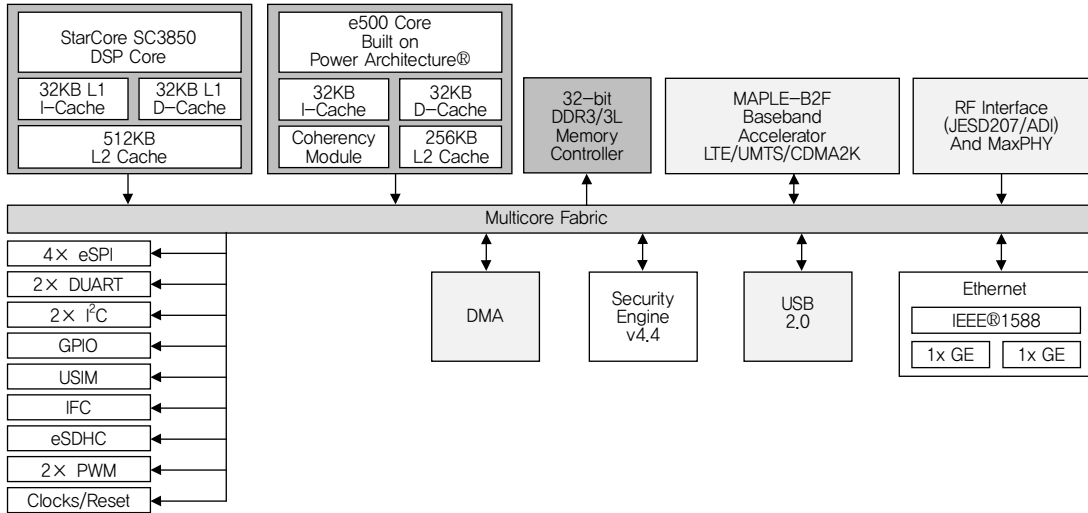 StarCore SC3850
DSP Core
32KB L1
I-Cache
32KB L1
D-Cache
512KB
L2 Cache
e500 Core
Built on
Power Architecture®
32KB
I-Cache
32KB
D-Cache
Coherency
Module
256KB
L2 Cache
32-bit
DDR3/3L
Memory
Controller
MAPLE-B2F
Baseband
Accelerator
LTE/UMTS/CDMA2K
RF Interface
(JESD207/ADI)
And MaxPHY
Multicore Fabric
4× eSPI
2× DUART
2× I²C
GPIO
USIM
IFC
eSDHC
2× PWM
Clocks/Reset
DMA
Security
Engine
v4.4
USB
2.0
Ethernet
IEEE®1588
1x GE
1x GE